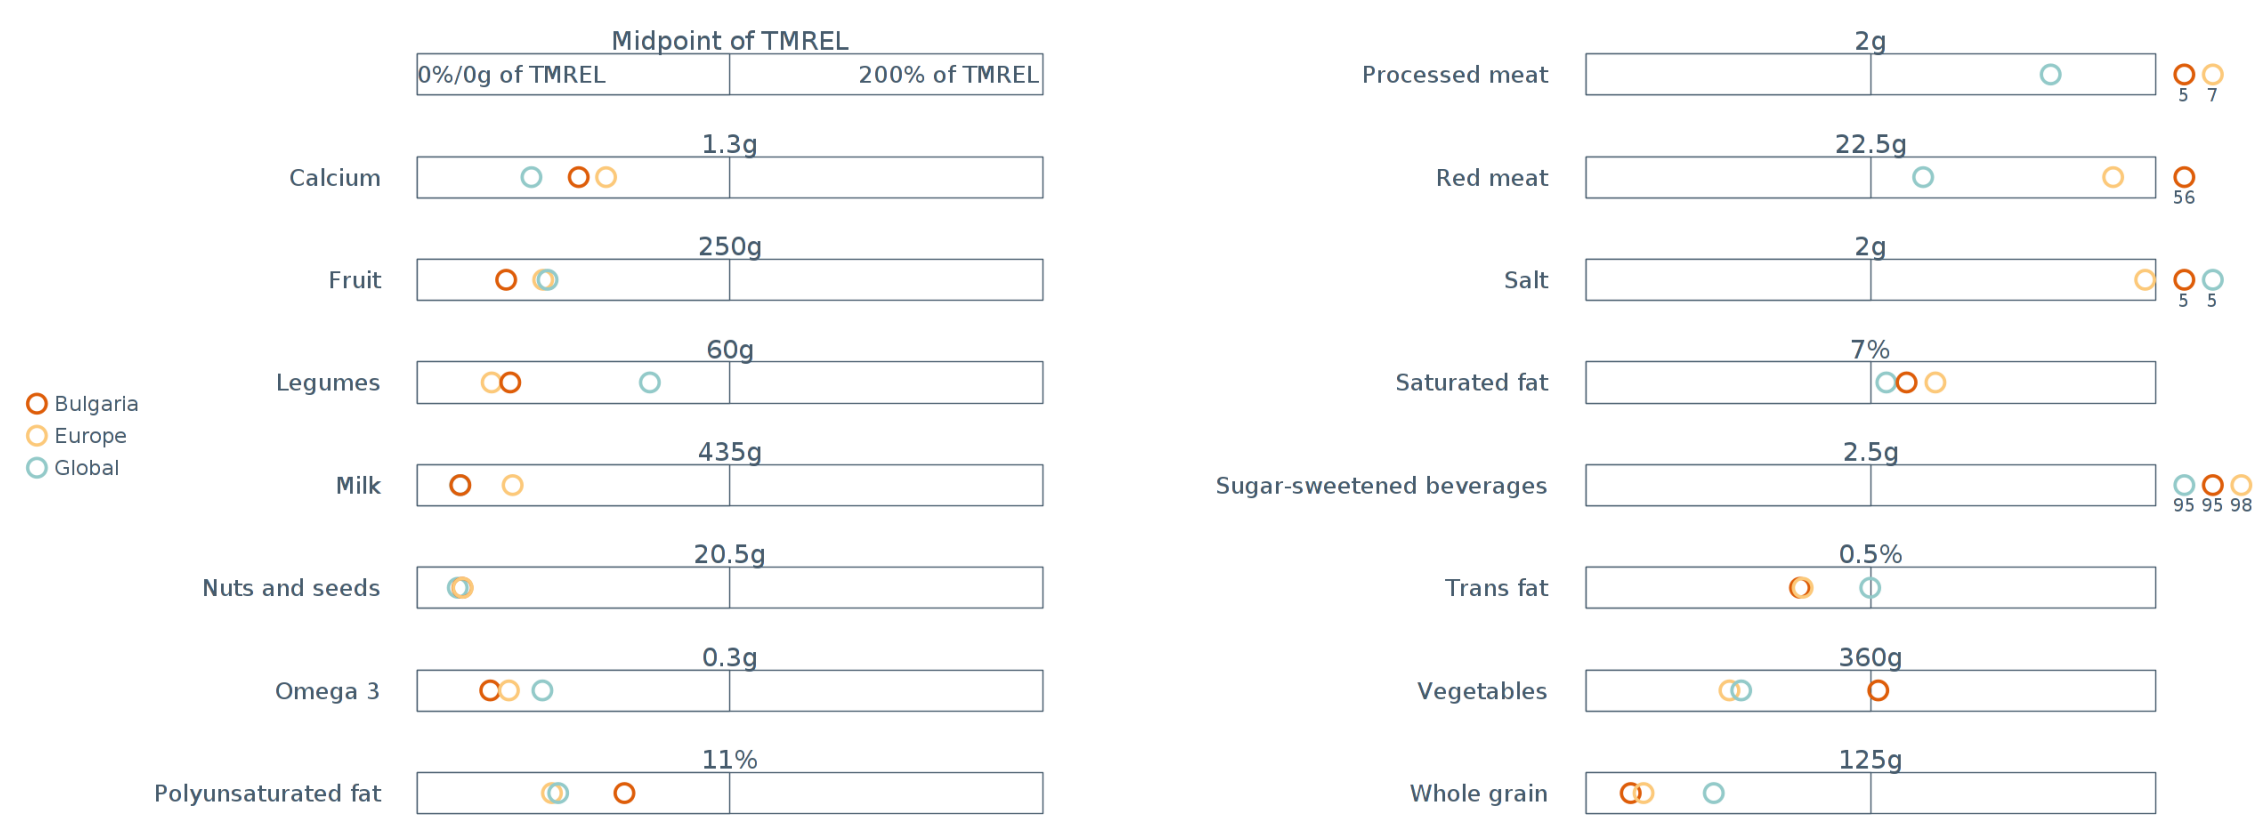 Midpoint of TMREL
0%/0g of TMREL 200% of TMREL
1.3g
Calcium
250g
Fruit
60g
Legumes
435g
Milk
20.5g
Nuts and seeds
0.3g
Omega 3
11%
Polyunsaturated fat
Bulgaria
Europe
Global
2g
Processed meat
5 7
22.5g
Red meat
56
2g
Salt
5 5
7%
Saturated fat
2.5g
Sugar-sweetened beverages
95 95 98
0.5%
Trans fat
360g
Vegetables
125g
Whole grain